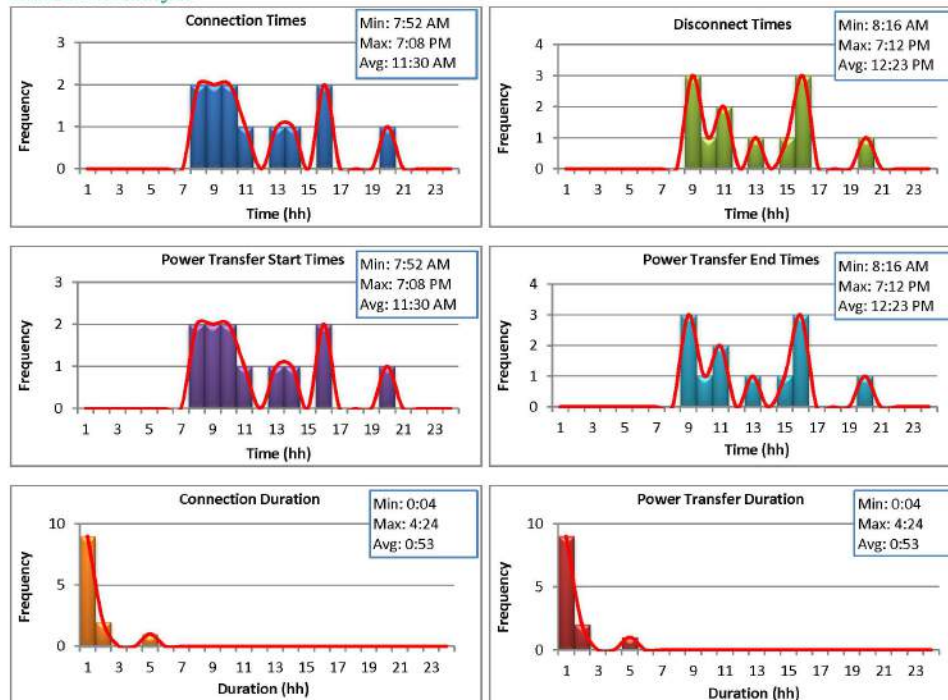 Connection Times
Min: 7:52 AM
Max: 7:08 PM
Avg: 11:30 AM
3
2
1
0
Frequency
1 3 5 7 9 11 13 15 17 19 21 23
Time (hh)
Disconnect Times
Min: 8:16 AM
Max: 7:12 PM
Avg: 12:23 PM
4
3
2
1
0
Frequency
1 3 5 7 9 11 13 15 17 19 21 23
Time (hh)
Power Transfer Start Times
Min: 7:52 AM
Max: 7:08 PM
Avg: 11:30 AM
3
2
1
0
Frequency
1 3 5 7 9 11 13 15 17 19 21 23
Time (hh)
Power Transfer End Times
Min: 8:16 AM
Max: 7:12 PM
Avg: 12:23 PM
4
3
2
1
0
Frequency
1 3 5 7 9 11 13 15 17 19 21 23
Time (hh)
Connection Duration
Min: 0:04
Max: 4:24
Avg: 0:53
10
5
0
Frequency
1 3 5 7 9 11 13 15 17 19 21 23
Duration (hh)
Power Transfer Duration
Min: 0:04
Max: 4:24
Avg: 0:53
10
5
0
Frequency
1 3 5 7 9 11 13 15 17 19 21 23
Duration (hh)